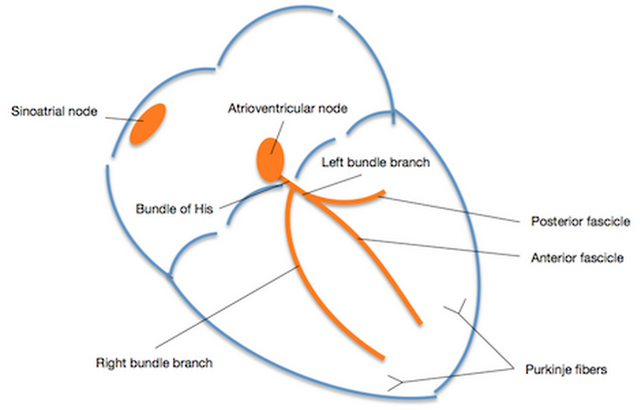 Sinoatrial node
Atrioventricular node
Left bundle branch
Bundle of His
Posterior fascicle
Anterior fascicle
Right bundle branch
Purkinje fibers